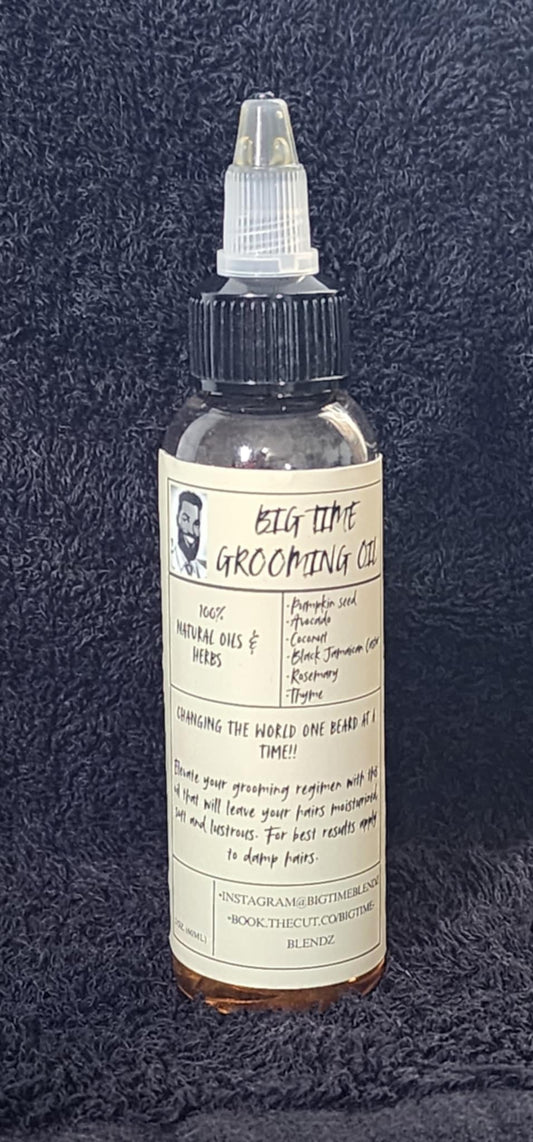 BIG TIME
GROOMING OIL
100%
NATURAL OILS &
HERBS
·Pumpkin seed
·Avocado
·Coconut
·Black Jamaican Castor
·Rosemary
·Thyme
CHANGING THE WORLD ONE BEARD AT A
TIME!!
Elevate your grooming regimen with this
oil that will leave your hairs moisturized,
soft and lustrous. For best results apply
to damp hairs.
•INSTAGRAM@BIGTIMEBLENDZ
•BOOK.THECUT.CO/BIGTIME-
BLENDZ
2OZ (60ML)